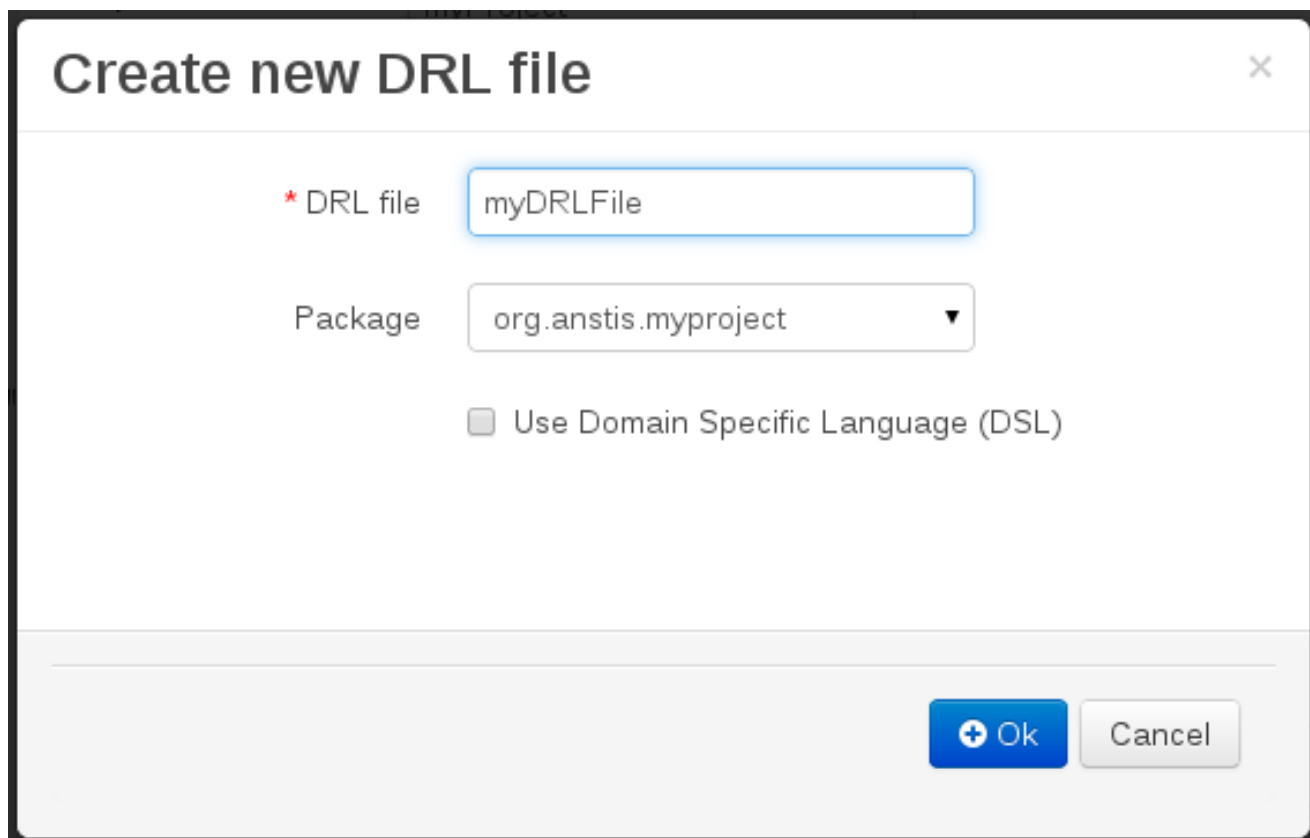 Create new DRL file ×
* DRL file myDRLFile
Package org.anstis.myproject
Use Domain Specific Language (DSL)
Ok Cancel